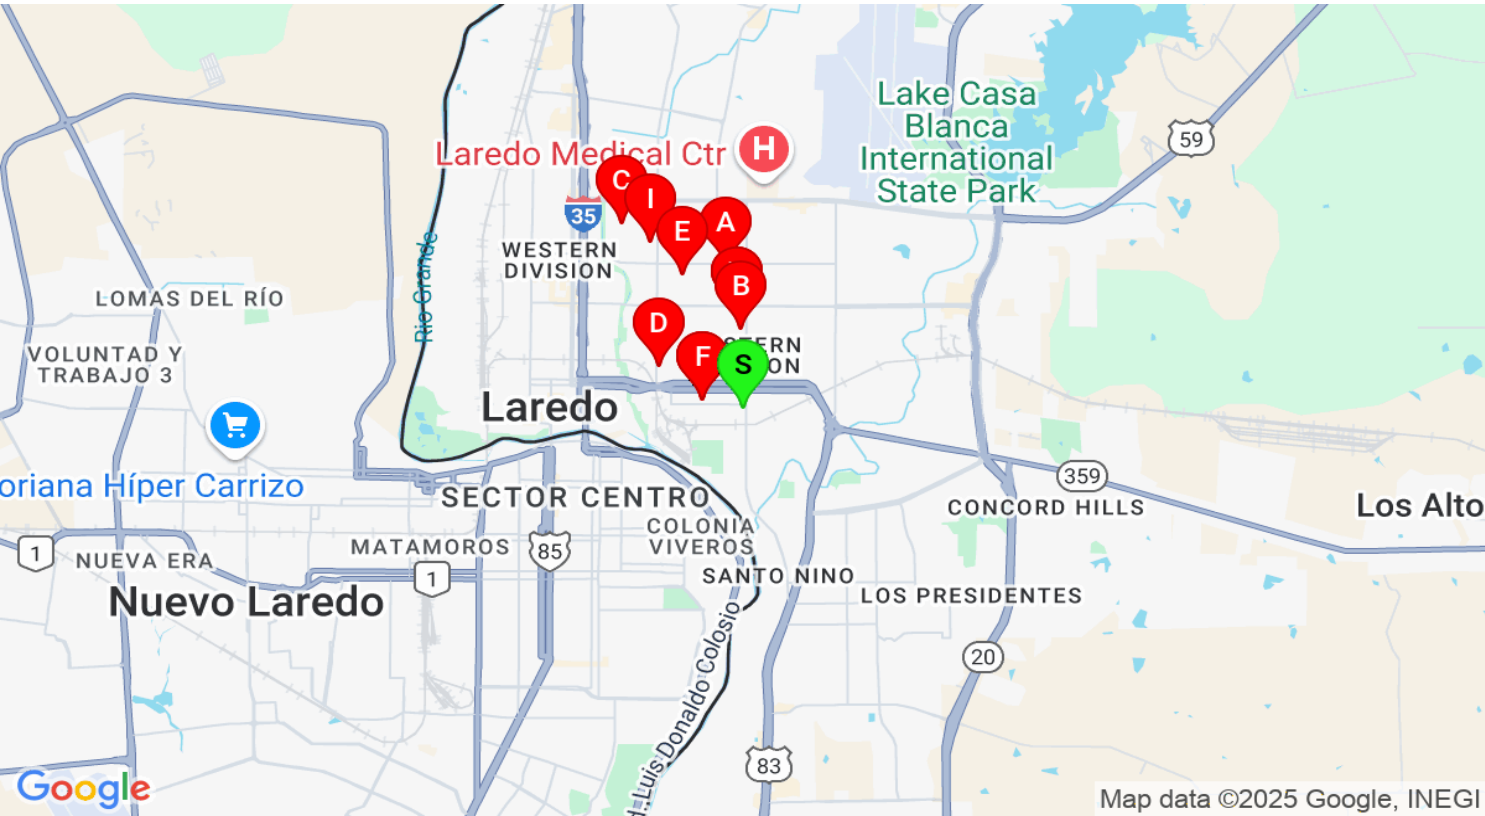 Lake Casa
Blanca
International
State Park
59
Laredo Medical Ctr
H
C
I
35
A
E
WESTERN
DIVISION
B
Rio Grande
LOMAS DEL RÍO
D
VOLUNTAD Y
TRABAJO 3
F
S
STERN
ON
Laredo
oriana Híper Carrizo
359
SECTOR CENTRO
CONCORD HILLS
Los Alto
COLONIA
VIVEROS
1
NUEVA ERA
MATAMOROS
85
1
SANTO NINO
Nuevo Laredo
LOS PRESIDENTES
20
d., Luis Donaldo Colosio
83
Google
Map data ©2025 Google, INEGI